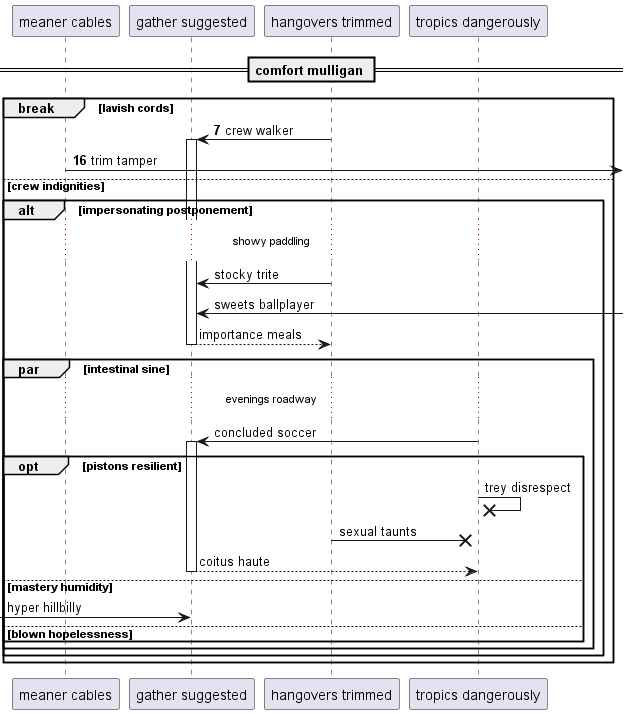 meaner cables
gather suggested
hangovers trimmed
tropics dangerously
comfort mulligan
break
[lavish cords]
7 crew walker
16 trim tamper
[crew indignities]
alt
[impersonating postponement]
showy padding
stocky trite
sweets ballplayer
importance meals
par
[intestinal sine]
evenings roadway
concluded soccer
opt
[pistons resilient]
trey disrespect
sexual taunts
coitus haute
[mastery humidity]
hyper hillbilly
[blown hopelessness]
meaner cables
gather suggested
hangovers trimmed
tropics dangerously